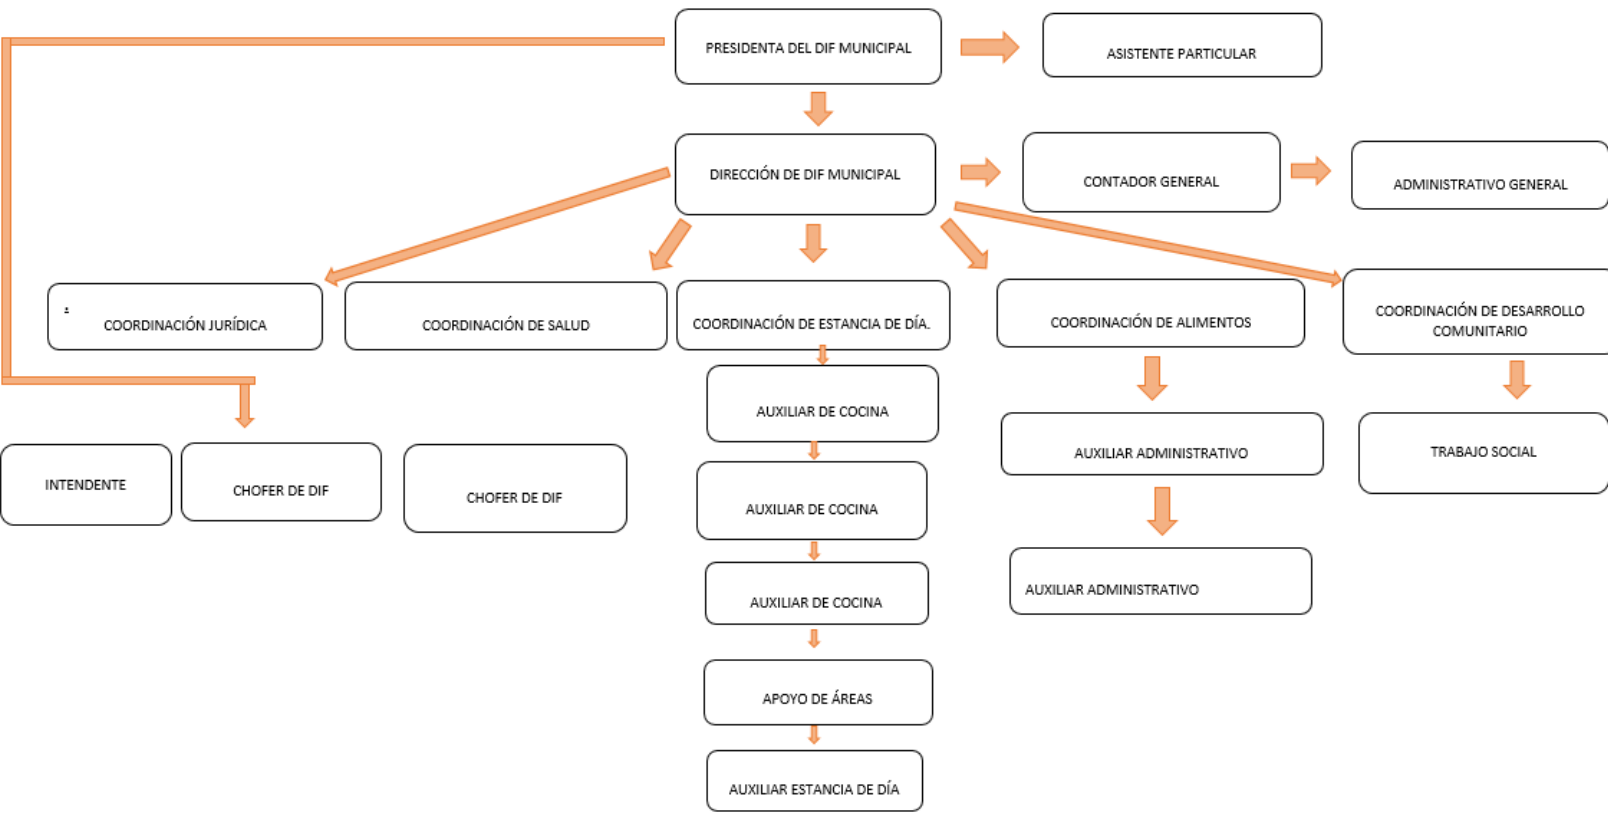 PRESIDENTA DEL DIF MUNICIPAL
ASISTENTE PARTICULAR
DIRECCIÓN DE DIF MUNICIPAL
CONTADOR GENERAL
ADMINISTRATIVO GENERAL
.
COORDINACIÓN JURÍDICA
COORDINACIÓN DE SALUD
COORDINACIÓN DE ESTANCIA DE DÍA.
COORDINACIÓN DE ALIMENTOS
COORDINACIÓN DE DESARROLLO
COMUNITARIO
AUXILIAR DE COCINA
AUXILIAR ADMINISTRATIVO
TRABAJO SOCIAL
INTENDENTE
CHOFER DE DIF
CHOFER DE DIF
AUXILIAR DE COCINA
AUXILIAR DE COCINA
AUXILIAR ADMINISTRATIVO
APOYO DE ÁREAS
AUXILIAR ESTANCIA DE DÍA